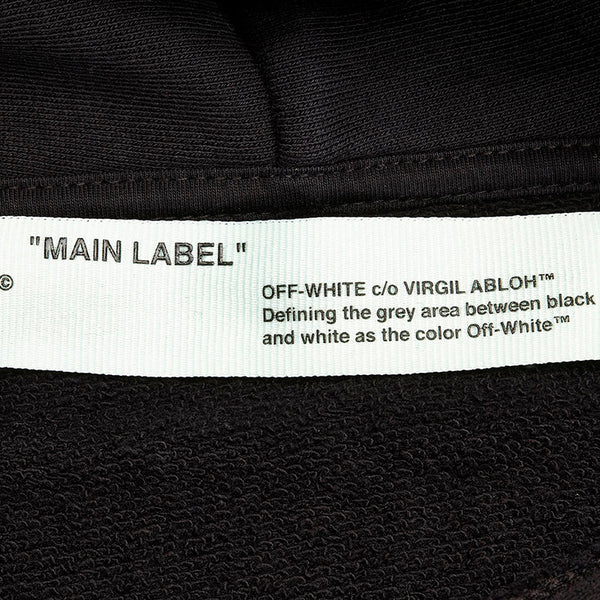 "MAIN LABEL"
©
OFF-WHITE c/o VIRGIL ABLOH™
Defining the grey area between black
and white as the color Off-White™